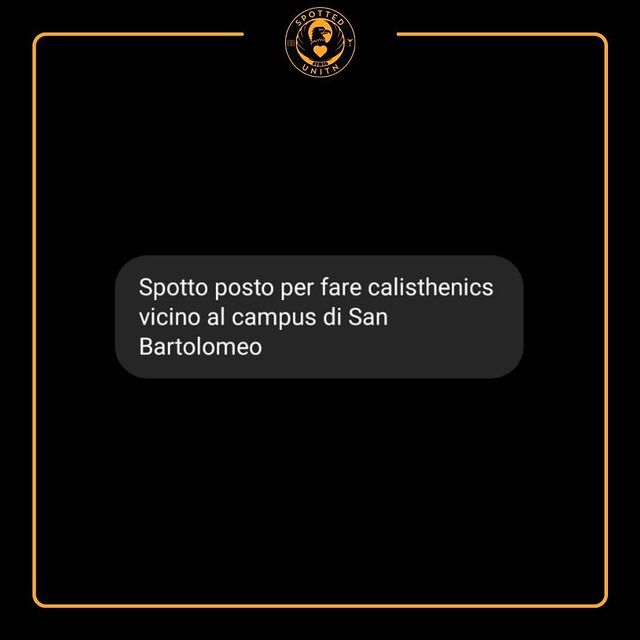 SPOTTED
UNITN
Spotto posto per fare calisthenics
vicino al campus di San
Bartolomeo